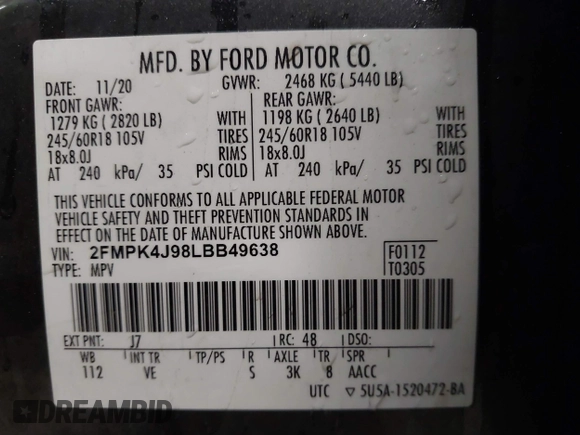 MFD. BY FORD MOTOR CO.
DATE: 11/20 GVWR: 2468 KG ( 5440 LB)
FRONT GAWR: REAR GAWR:
1279 KG ( 2820 LB) WITH 1198 KG ( 2640 LB) WITH
245/60R18 105V TIRES 245/60R18 105V TIRES
18x8.0J RIMS 18x8.0J RIMS
AT 240 kPa/ 35 PSI COLD AT 240 kPa/ 35 PSI COLD
THIS VEHICLE CONFORMS TO ALL APPLICABLE FEDERAL MOTOR
VEHICLE SAFETY AND THEFT PREVENTION STANDARDS IN
EFFECT ON THE DATE OF MANUFACTURE SHOWN ABOVE.
VIN: 2FMPK4J98LBB49638 F0112
TYPE: MPV T0305
EXT PNT: J7 RC: 48 DSO:
WB INT TR TP/PS R AXLE TR SPR
112 VE S 3K 8 AACC
UTC ▽ 5U5A-1520472-BA
DREAMBID